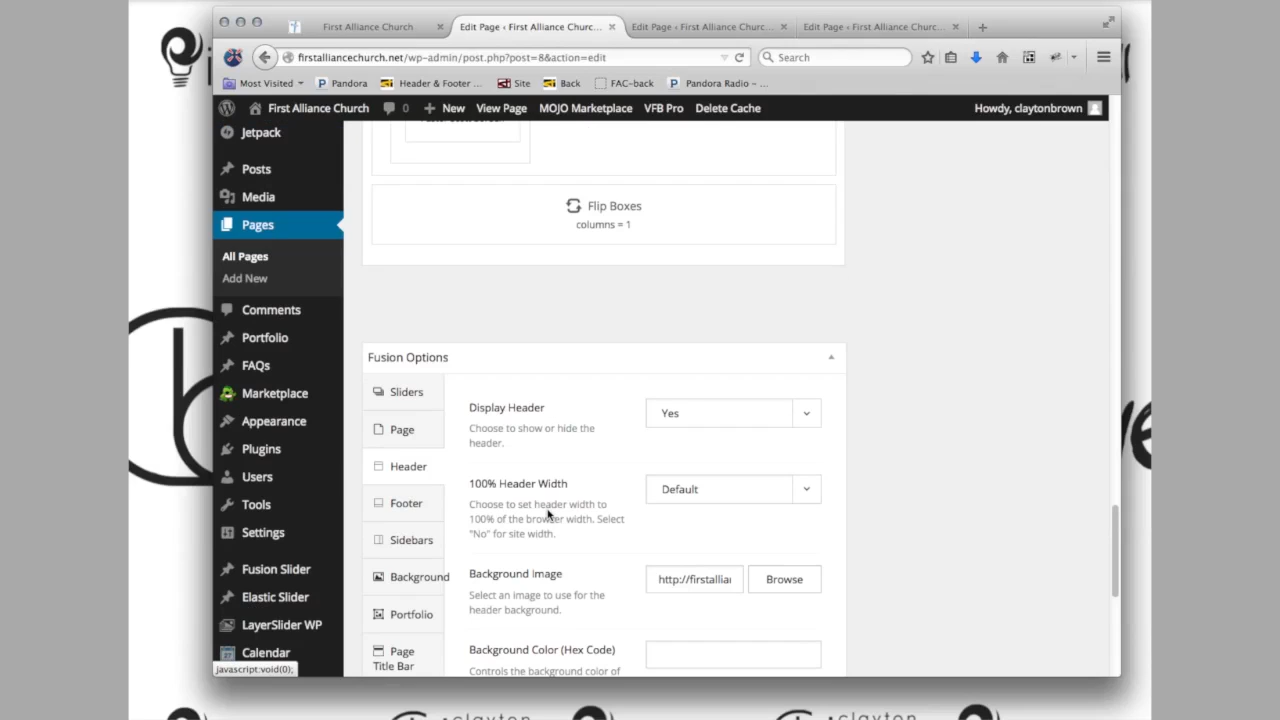 First Alliance Church
Edit Page ‹ First Alliance Churc...
Edit Page ‹ First Alliance Churc...
Edit Page ‹ First Alliance Churc...
firstalliancechurch.net/wp-admin/post.php?post=8&action=edit
Search
Most Visited
Pandora
Header & Footer ...
Site
Back
FAC-back
Pandora Radio – ...
First Alliance Church
0
New
View Page
MOJO Marketplace
VFB Pro
Delete Cache
Howdy, claytonbrown
Jetpack
Posts
Media
Pages
All Pages
Add New
Comments
Portfolio
FAQs
Marketplace
Appearance
Plugins
Users
Tools
Settings
Fusion Slider
Elastic Slider
LayerSlider WP
Calendar
javascript:void(0);
Flip Boxes
columns = 1
Fusion Options
Sliders
Page
Header
Footer
Sidebars
Background
Portfolio
Page
Title Bar
Display Header
Yes
Choose to show or hide the
header.
100% Header Width
Default
Choose to set header width to
100% of the browser width. Select
"No" for site width.
Background Image
http://firstallian
Browse
Select an image to use for the
header background.
Background Color (Hex Code)
Controls the background color of
clayton
clayton